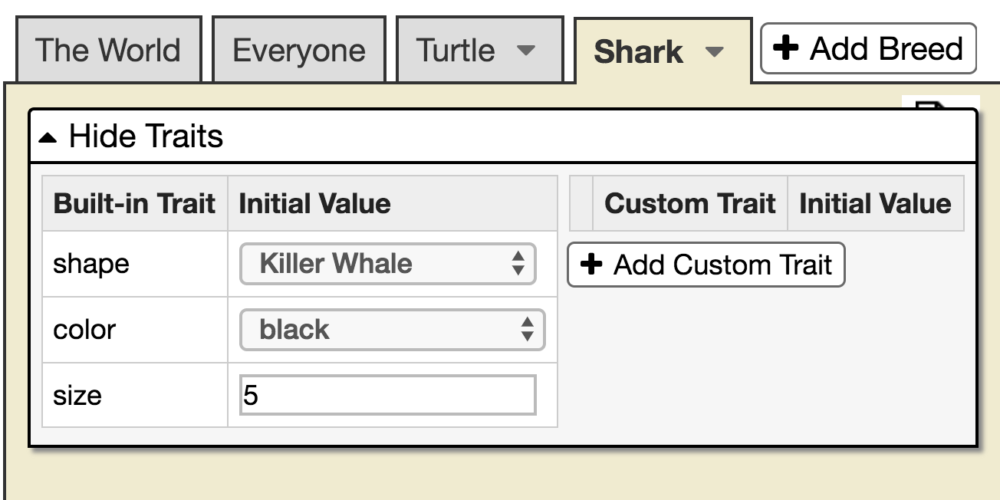 The World Everyone Turtle Shark Add Breed
Hide Traits
Built-in Trait Initial Value Custom Trait Initial Value
shape Killer Whale Add Custom Trait
color black
size 5